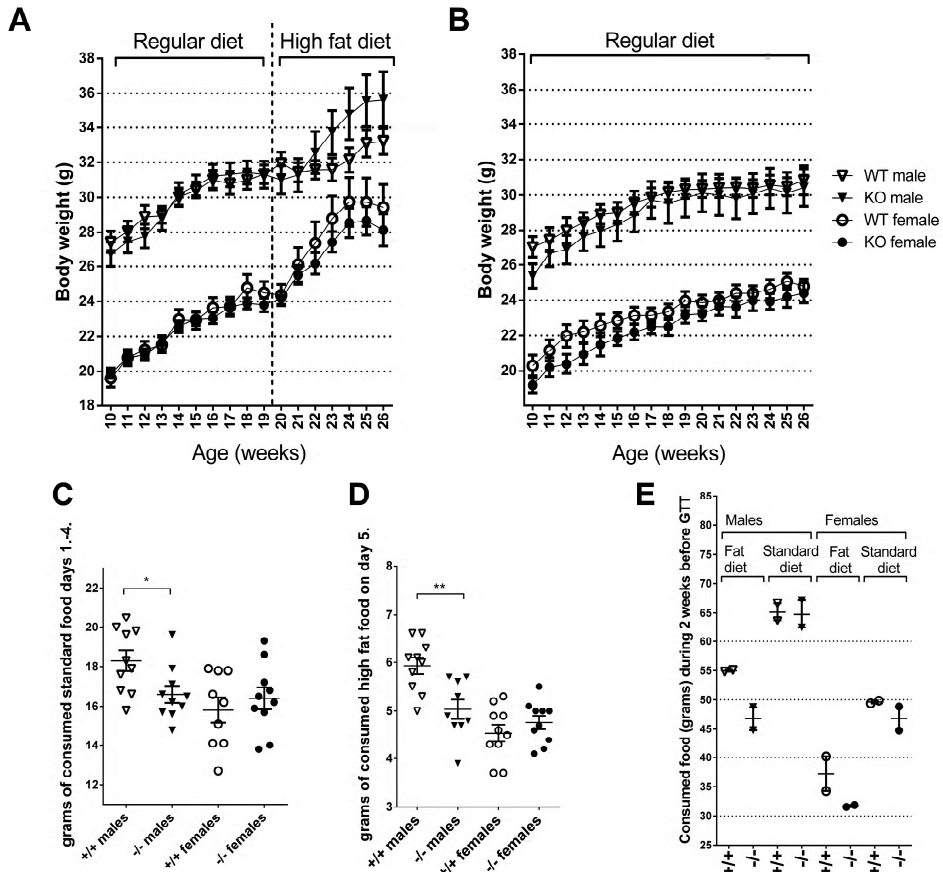 A
Regular diet
High fat diet
Body weight (g)
38
36
34
32
30
28
26
24
22
20
18
10 11 12 13 14 15 16 17 18 19 20 21 22 23 24 25 26
Age (weeks)
B
Regular diet
Body weight (g)
38
36
34
32
30
28
26
24
22
20
10 11 12 13 14 15 16 17 18 19 20 21 22 23 24 25 26
Age (weeks)
WT male
KO male
WT female
KO female
C
grams of consumed standard food days 1.-4.
22
20
18
16
14
12
*
+/+ males
-/- males
+/+ females
-/- females
D
grams of consumed high fat food on day 5.
8
6
5
4
3
**
+/+ males
-/- males
+/+ females
-/- females
E
Consumed food (grams) during 2 weeks before GTT
85
80
75
70
65
60
55
50
45
40
35
30
25
Males
Females
Fat diet
Standard diet
Fat diet
Standard diet
+/+ -/- +/+ -/- +/+ -/- +/+ -/-